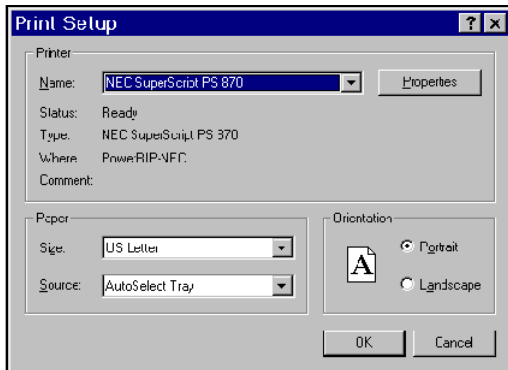 Print Setup
Printer
Name: NEC SuperScript PS 870 Properties
Status: Ready
Type: NEC SuperScript PS 870
Where: PowerRIP-NEC
Comment:
Paper
Size: US Letter
Source: AutoSelect Tray
Orientation
A
Portrait
Landscape
OK Cancel